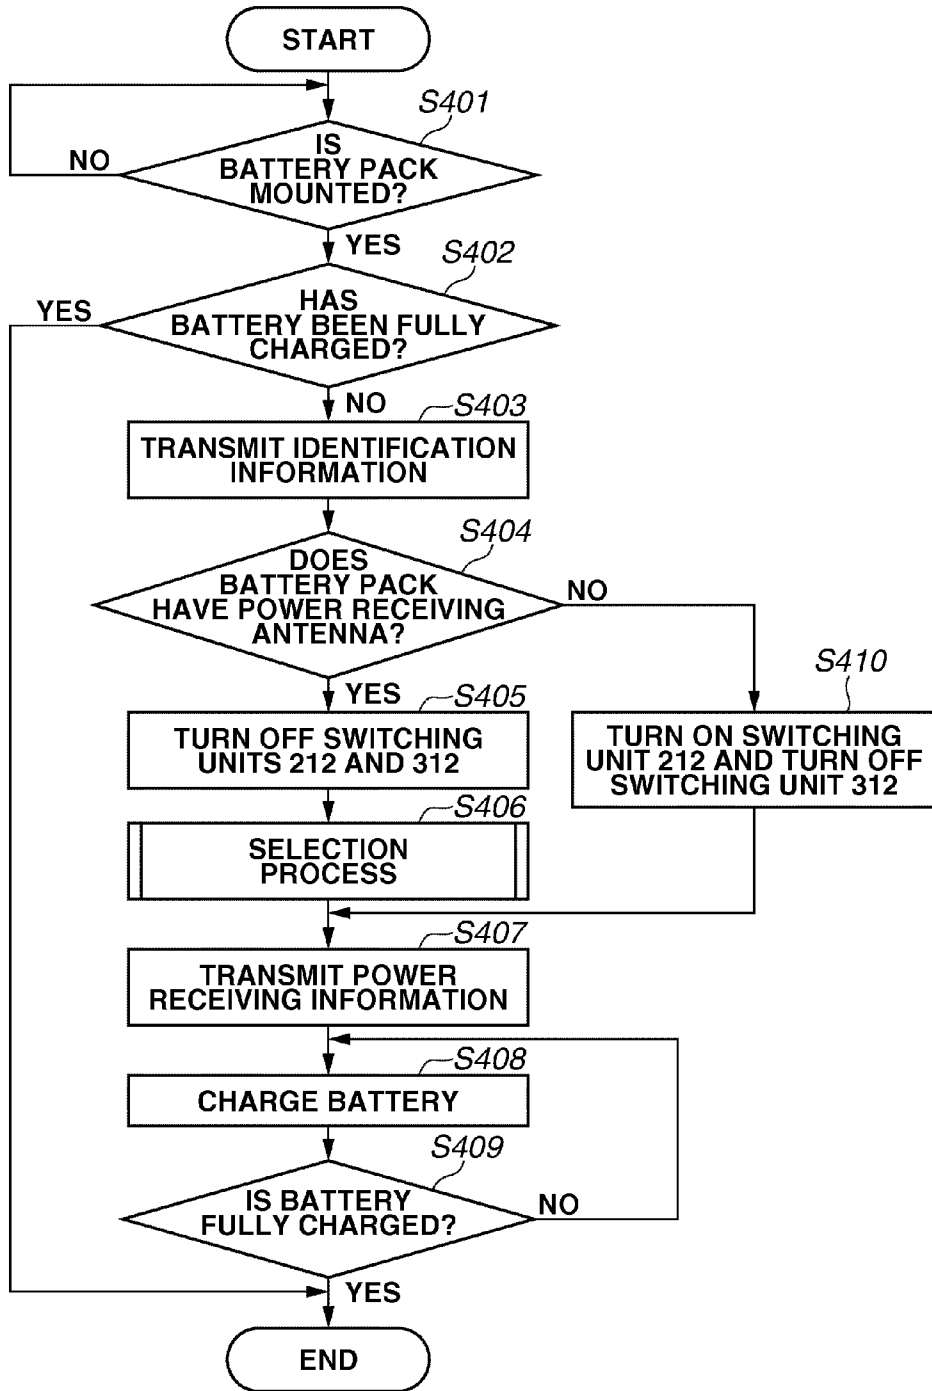 START
S401
IS
BATTERY PACK
MOUNTED?
NO
YES
S402
HAS
BATTERY BEEN FULLY
CHARGED?
YES
NO
S403
TRANSMIT IDENTIFICATION
INFORMATION
S404
DOES
BATTERY PACK
HAVE POWER RECEIVING
ANTENNA?
NO
YES
S405
TURN OFF SWITCHING
UNITS 212 AND 312
S410
TURN ON SWITCHING
UNIT 212 AND TURN OFF
SWITCHING UNIT 312
S406
SELECTION
PROCESS
S407
TRANSMIT POWER
RECEIVING INFORMATION
S408
CHARGE BATTERY
S409
IS BATTERY
FULLY CHARGED?
NO
YES
END